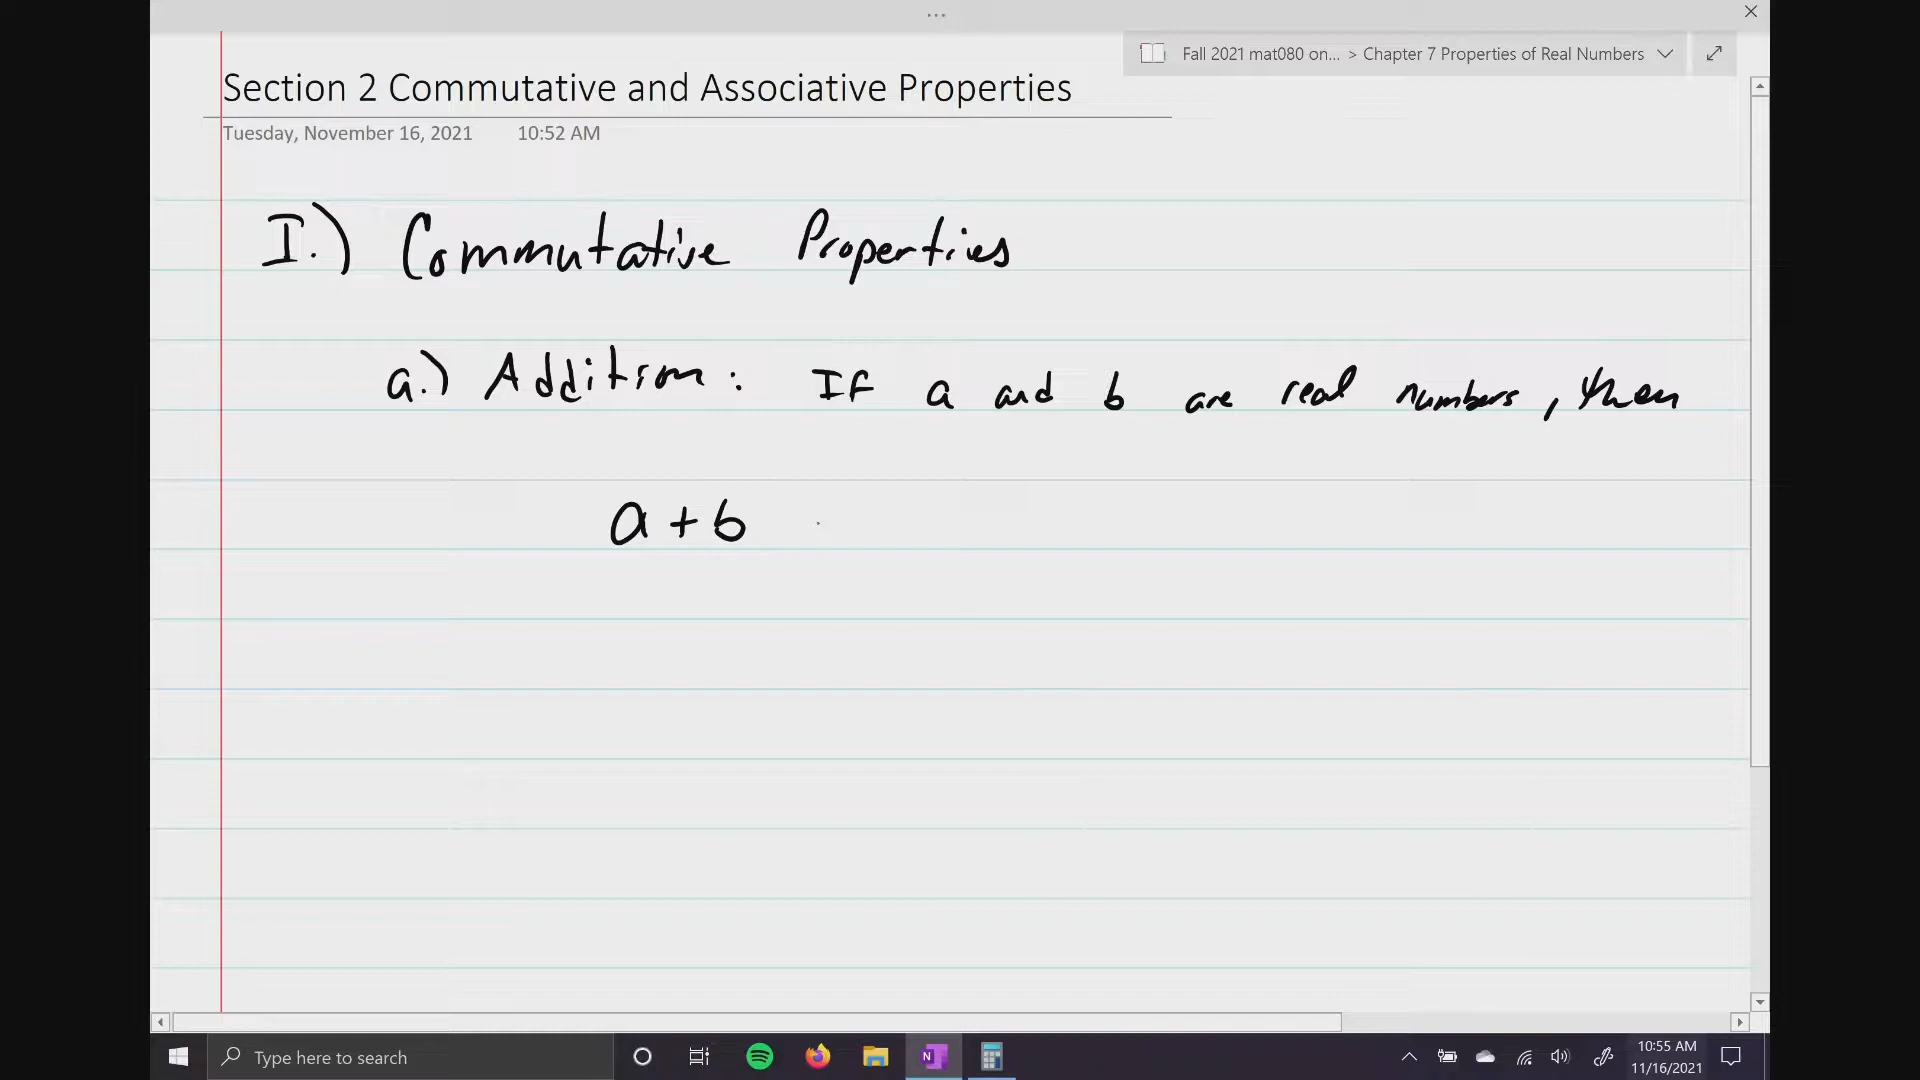 ...
Fall 2021 mat080 on... > Chapter 7 Properties of Real Numbers
Section 2 Commutative and Associative Properties
Tuesday, November 16, 2021 10:52 AM
I.) Commutative Properties
a.) Addition: If a and b are real numbers, then
a + b
Type here to search
N
10:55 AM
11/16/2021